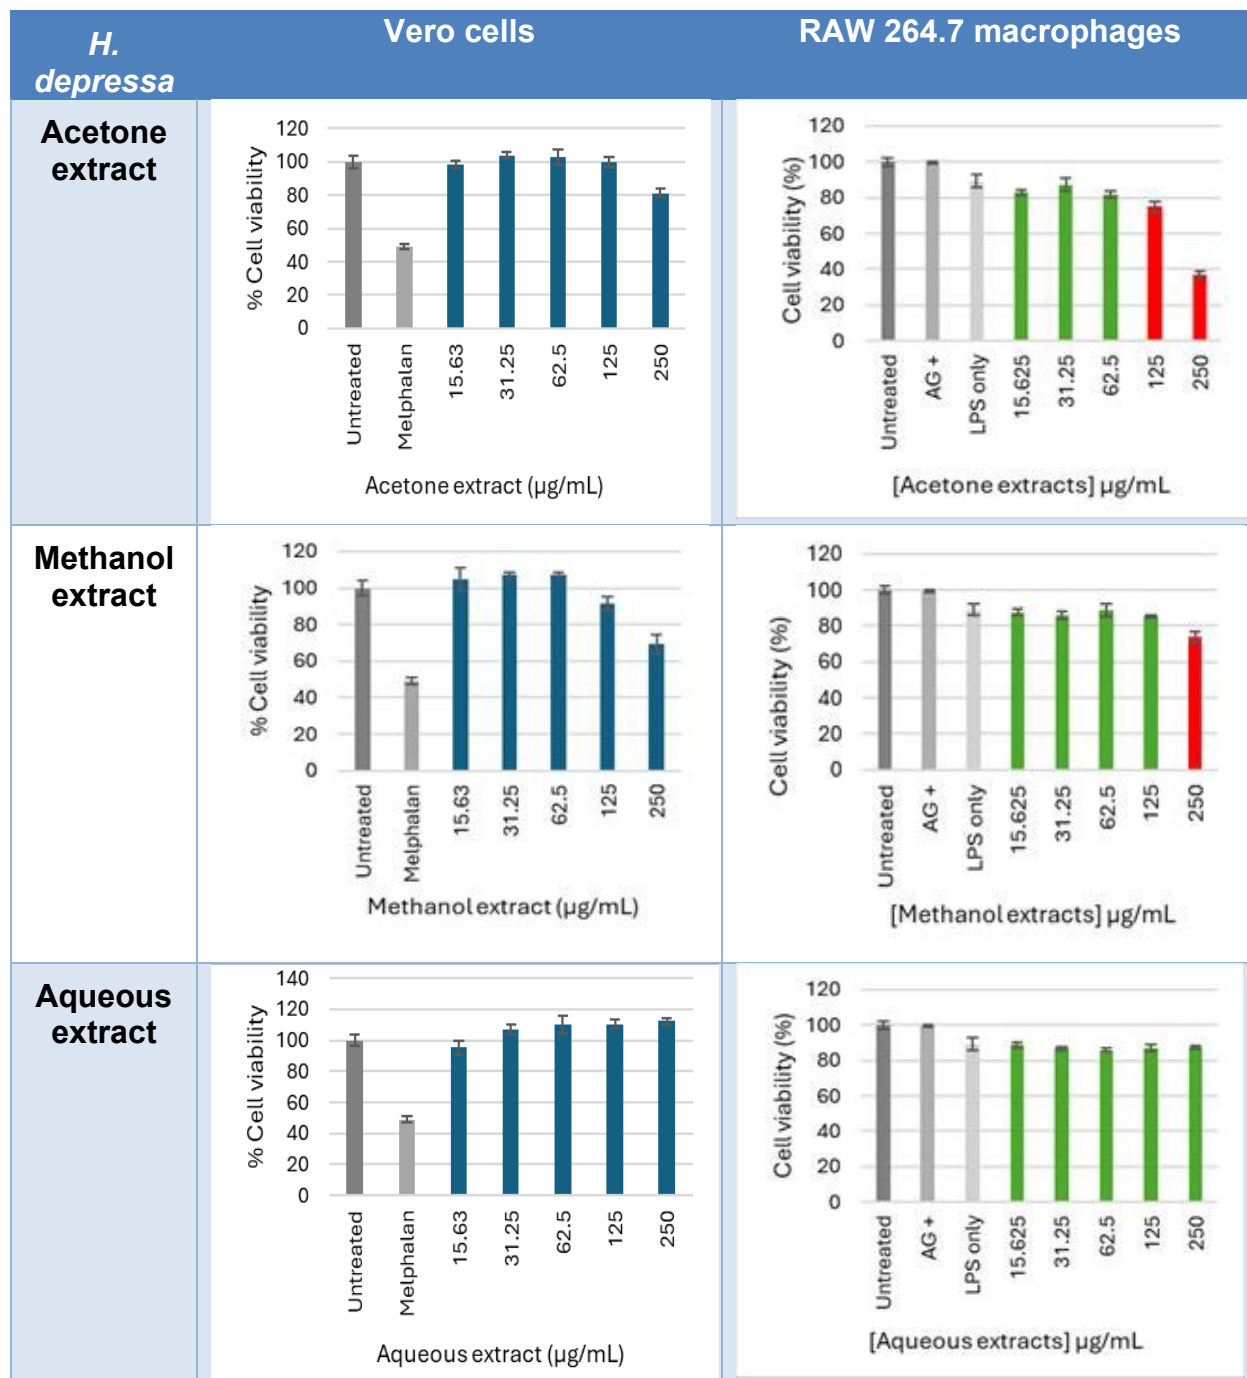 H.
depressa
Vero cells
RAW 264.7 macrophages
Acetone
extract
% Cell viability
120
100
80
60
40
20
0
Untreated
Melphalan
15.63
31.25
62.5
125
250
Acetone extract (µg/mL)
Cell viability (%)
120
100
80
60
40
20
0
Untreated
AG +
LPS only
15.625
31.25
62.5
125
250
[Acetone extracts] µg/mL
Methanol
extract
% Cell viability
120
100
80
60
40
20
0
Untreated
Melphalan
15.63
31.25
62.5
125
250
Methanol extract (µg/mL)
Cell viability (%)
120
100
80
60
40
20
0
Untreated
AG +
LPS only
15.625
31.25
62.5
125
250
[Methanol extracts] µg/mL
Aqueous
extract
% Cell viability
140
120
100
80
60
40
20
0
Untreated
Melphalan
15.63
31.25
62.5
125
250
Aqueous extract (µg/mL)
Cell viability (%)
120
100
80
60
40
20
0
Untreated
AG +
LPS only
15.625
31.25
62.5
125
250
[Aqueous extracts] µg/mL